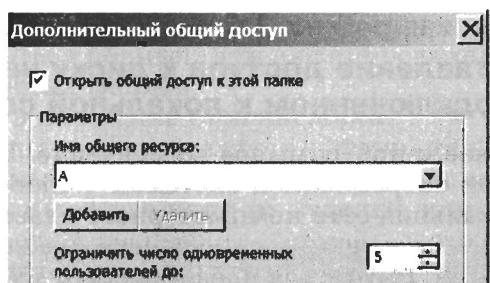 Дополнительный общий доступ
Открыть общий доступ к этой папке
Параметры
Имя общего ресурса:
A
Добавить Удалить
Ограничить число одновременных
пользователей до:
5